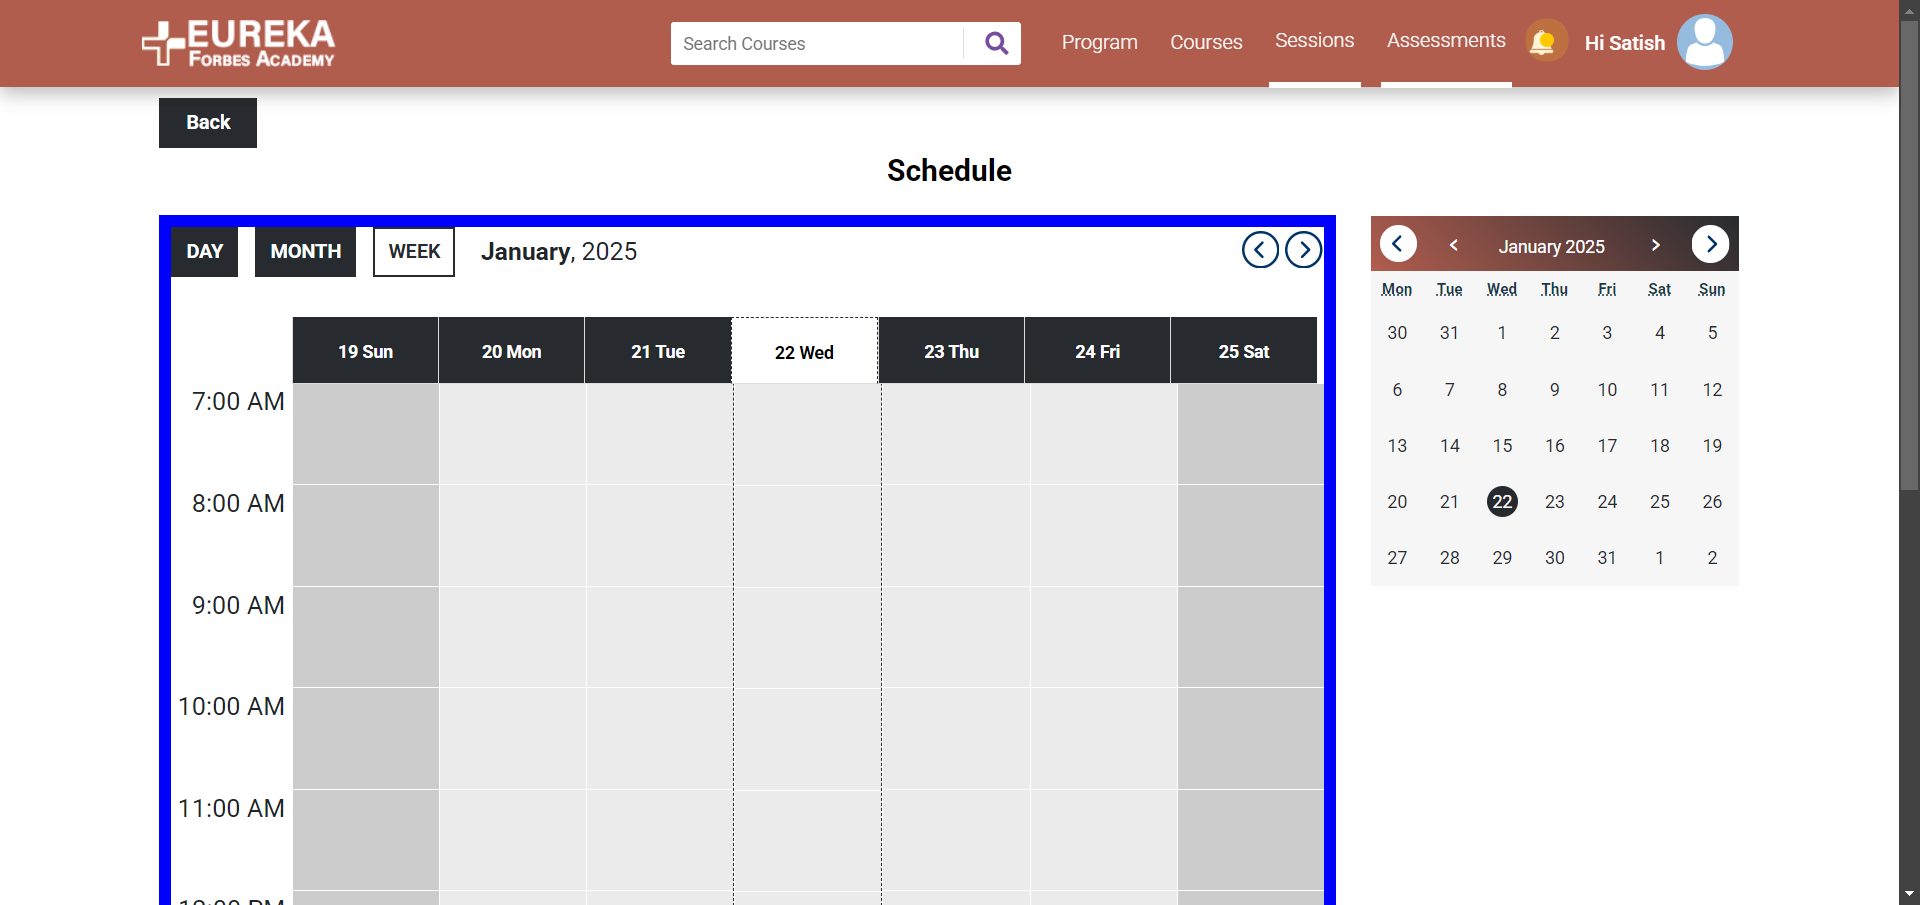 EUREKA
FORBES ACADEMY
Search Courses
Program
Courses
Sessions
Assessments
Hi Satish
Back
Schedule
DAY
MONTH
WEEK
January, 2025
19 Sun
20 Mon
21 Tue
22 Wed
23 Thu
24 Fri
25 Sat
7:00 AM
8:00 AM
9:00 AM
10:00 AM
11:00 AM
January 2025
Mon Tue Wed Thu Fri Sat Sun
30 31 1 2 3 4 5
6 7 8 9 10 11 12
13 14 15 16 17 18 19
20 21 22 23 24 25 26
27 28 29 30 31 1 2